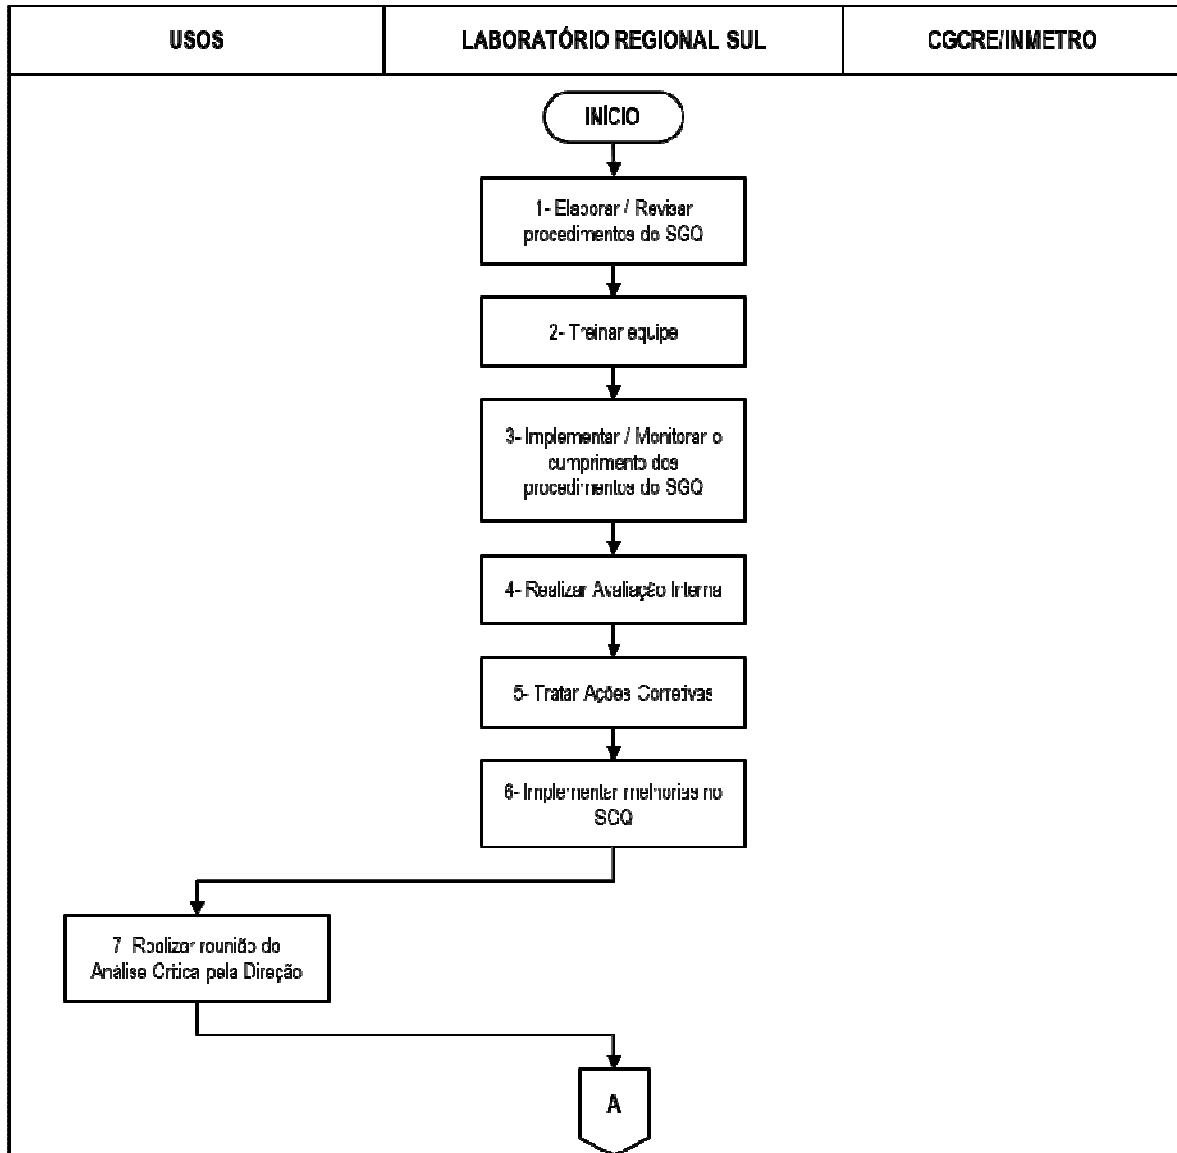 USOS
LABORATÓRIO REGIONAL SUL
CGCRE/INMETRO
INÍCIO
1- Elaborar / Revisar
procedimentos do SGQ
2- Treinar equipe
3- Implementar / Monitorar o
cumprimento dos
procedimentos do SGQ
4- Realizar Avaliação Interna
5- Tratar Ações Corretivas
6- Implementar melhorias no
SGQ
7- Realizar reunião de
Análise Crítica pela Direção
A